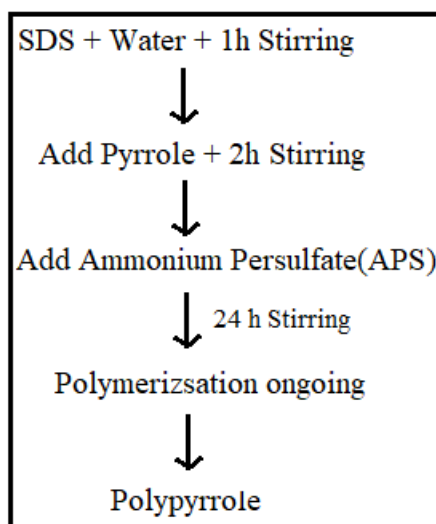 SDS + Water + 1h Stirring
Add Pyrrole + 2h Stirring
Add Ammonium Persulfate(APS)
24 h Stirring
Polymerizsation ongoing
Polypyrrole